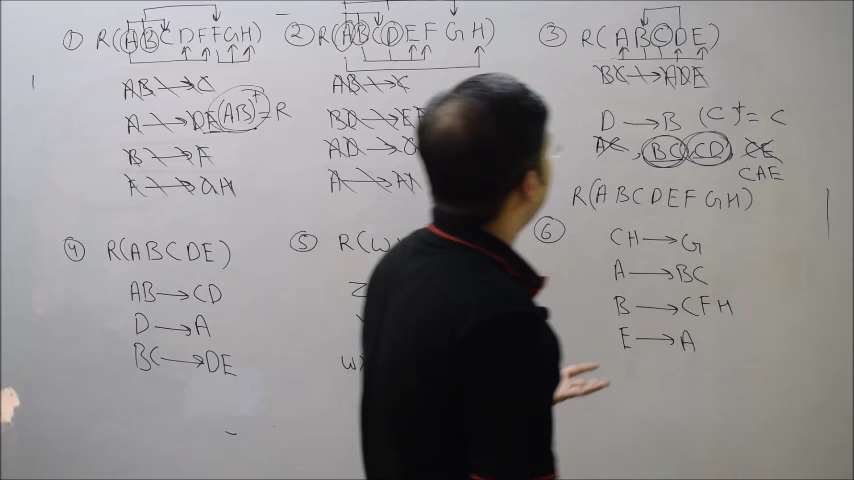 1 R(ABCDEFGH)
AB→C
A→DE (AB)+=R
B→F
F→GH
2 R(ABCDEFGH)
AB→C
BD→EF
AD→G
A→
3 R(ABCDE)
BC→ADE
D→B (C)+=C
AC, BC CD CE
CAE
4 R(ABCDE)
AB→CD
D→A
BC→DE
5 R(W
Z
6 R(ABCDEFGH)
CH→G
A→BC
B→CFH
E→A